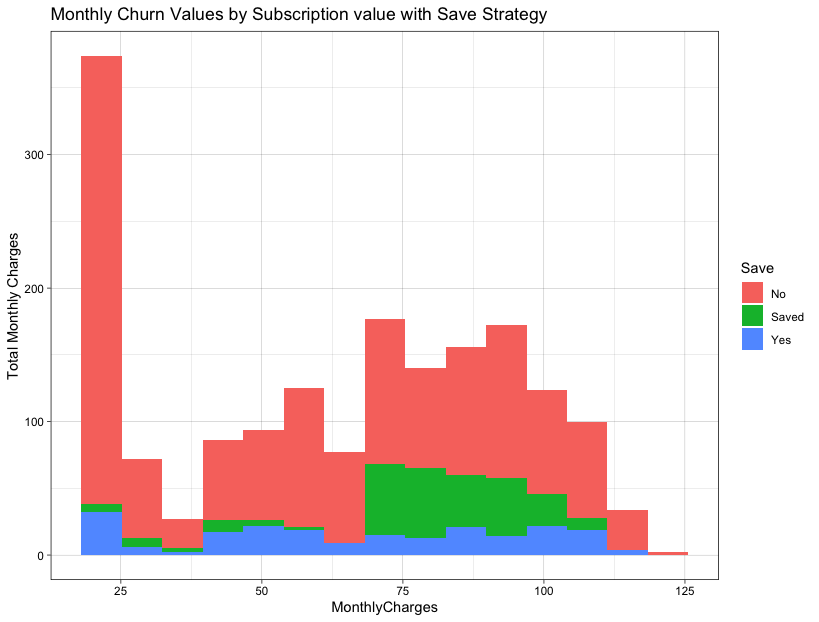 Monthly Churn Values by Subscription value with Save Strategy
Total Monthly Charges
300
200
100
0
25
50
75
100
125
MonthlyCharges
Save
No
Saved
Yes